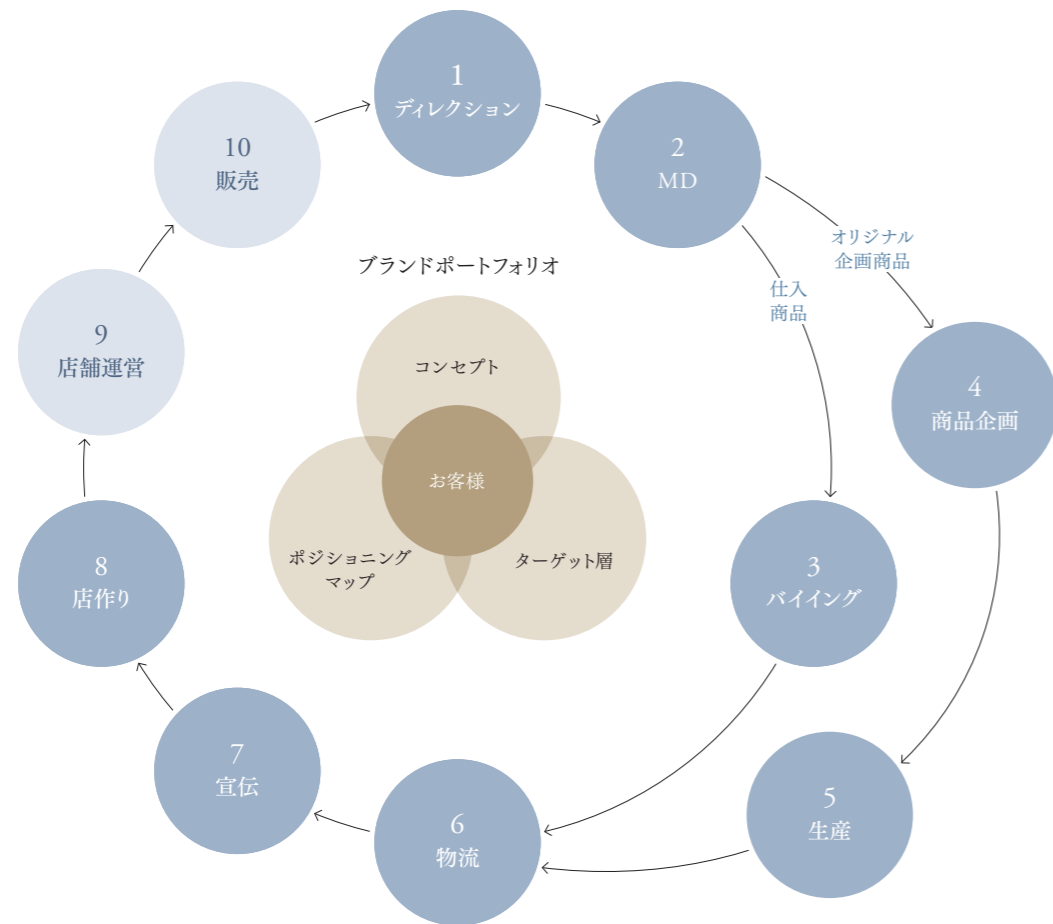 1
ディレクション
2
MD
オリジナル
企画商品
仕入
商品
4
商品企画
3
バイイング
5
生産
6
物流
7
宣伝
8
店作り
9
店舗運営
10
販売
ブランドポートフォリオ
コンセプト
お客様
ポジショニング
マップ
ターゲット層